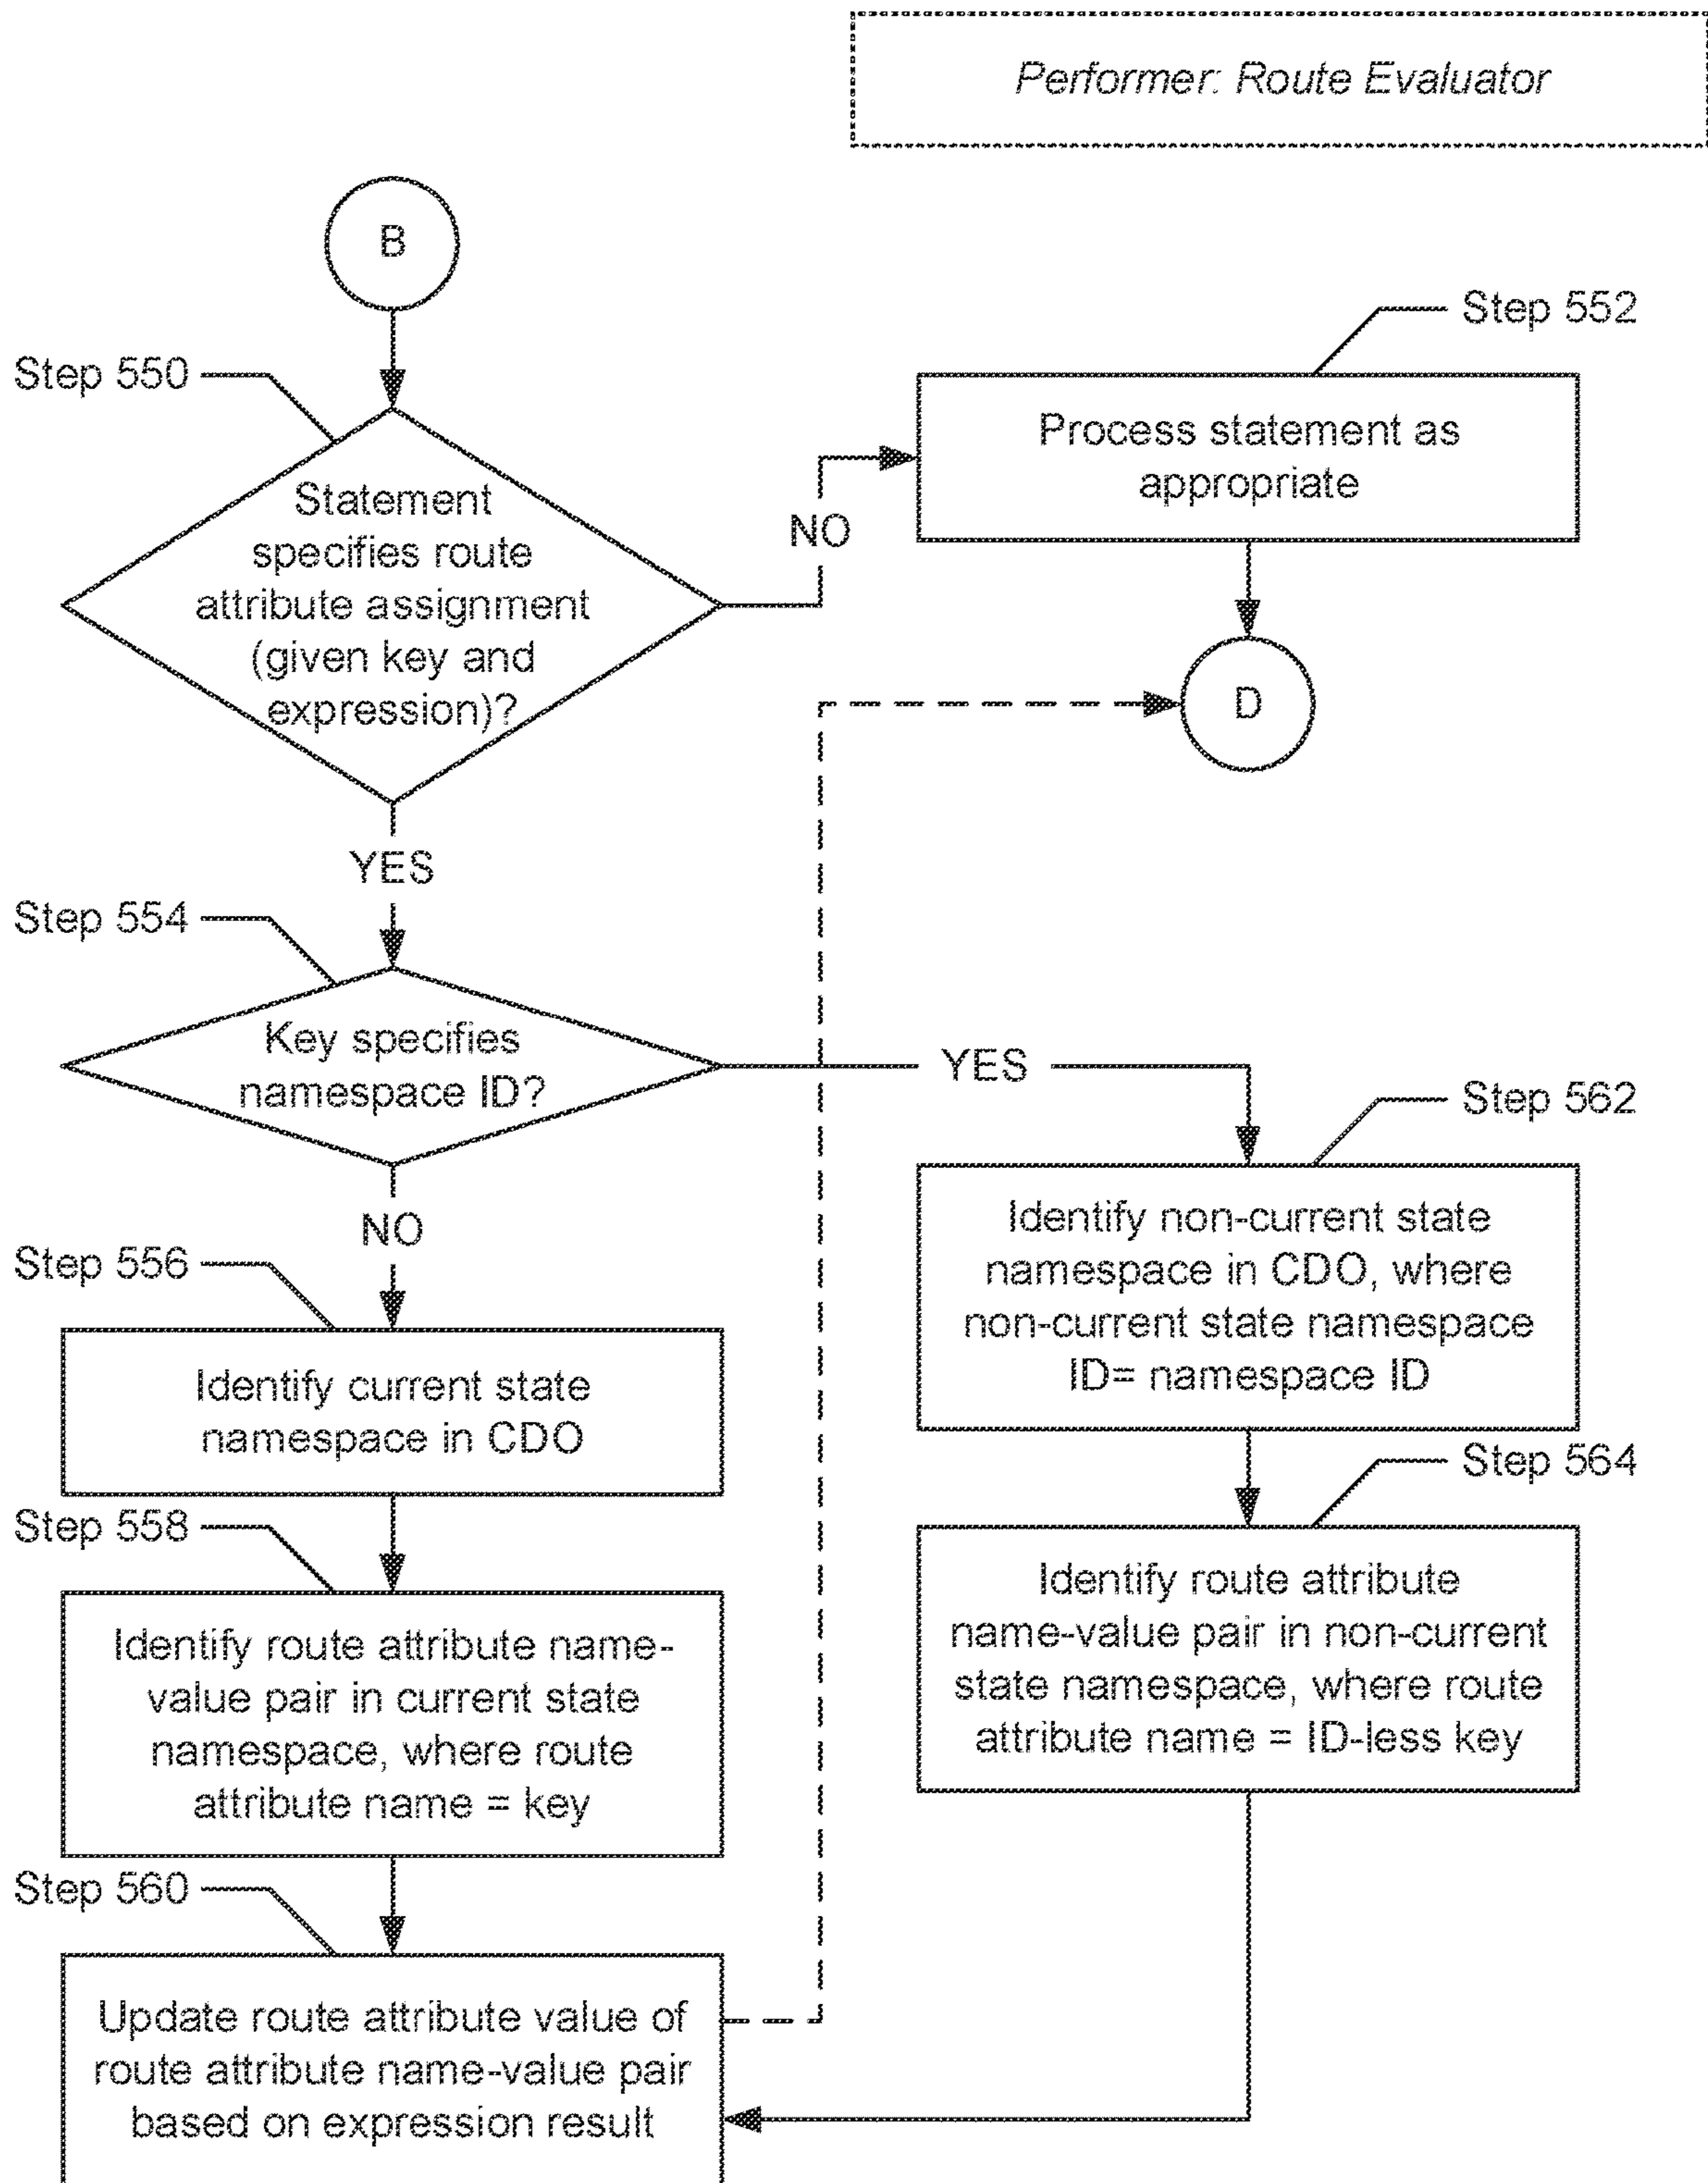 Performer: Route Evaluator
B
Step 550
Step 552
Statement
specifies route
attribute assignment
(given key and
expression)?
NO
Process statement as
appropriate
D
YES
Step 554
Key specifies
namespace ID?
YES
NO
Step 556
Identify current state
namespace in CDO
Step 562
Identify non-current state
namespace in CDO, where
non-current state namespace
ID= namespace ID
Step 558
Identify route attribute name-
value pair in current state
namespace, where route
attribute name = key
Step 564
Identify route attribute
name-value pair in non-current
state namespace, where route
attribute name = ID-less key
Step 560
Update route attribute value of
route attribute name-value pair
based on expression result